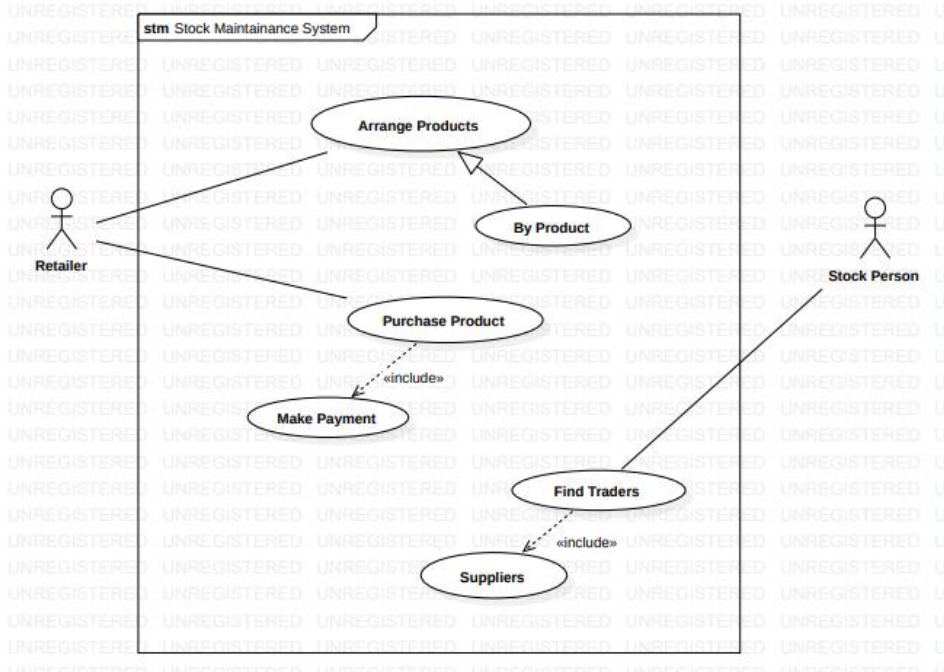 stm Stock Maintainance System
Arrange Products
By Product
Retailer
Stock Person
Purchase Product
«include»
Make Payment
Find Traders
«include»
Suppliers
UNREGISTERED